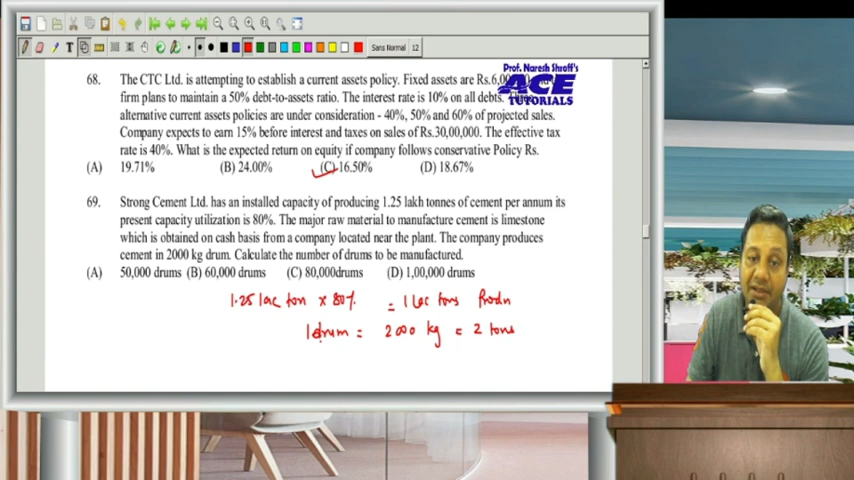 Sans Normal 12
Prof. Naresh Shroff's
ACE
TUTORIALS
68. The CTC Ltd. is attempting to establish a current assets policy. Fixed assets are Rs.6,00,
firm plans to maintain a 50% debt-to-assets ratio. The interest rate is 10% on all debts.
alternative current assets policies are under consideration - 40%, 50% and 60% of projected sales.
Company expects to earn 15% before interest and taxes on sales of Rs.30,00,000. The effective tax
rate is 40%. What is the expected return on equity if company follows conservative Policy Rs.
(A) 19.71% (B) 24.00% (C) 16.50% (D) 18.67%
69. Strong Cement Ltd. has an installed capacity of producing 1.25 lakh tonnes of cement per annum its
present capacity utilization is 80%. The major raw material to manufacture cement is limestone
which is obtained on cash basis from a company located near the plant. The company produces
cement in 2000 kg drum. Calculate the number of drums to be manufactured.
(A) 50,000 drums (B) 60,000 drums (C) 80,000drums (D) 1,00,000 drums
1.25 lac ton x 80% = 1 lac tons Prodn
1 drum = 2000 kg = 2 tons